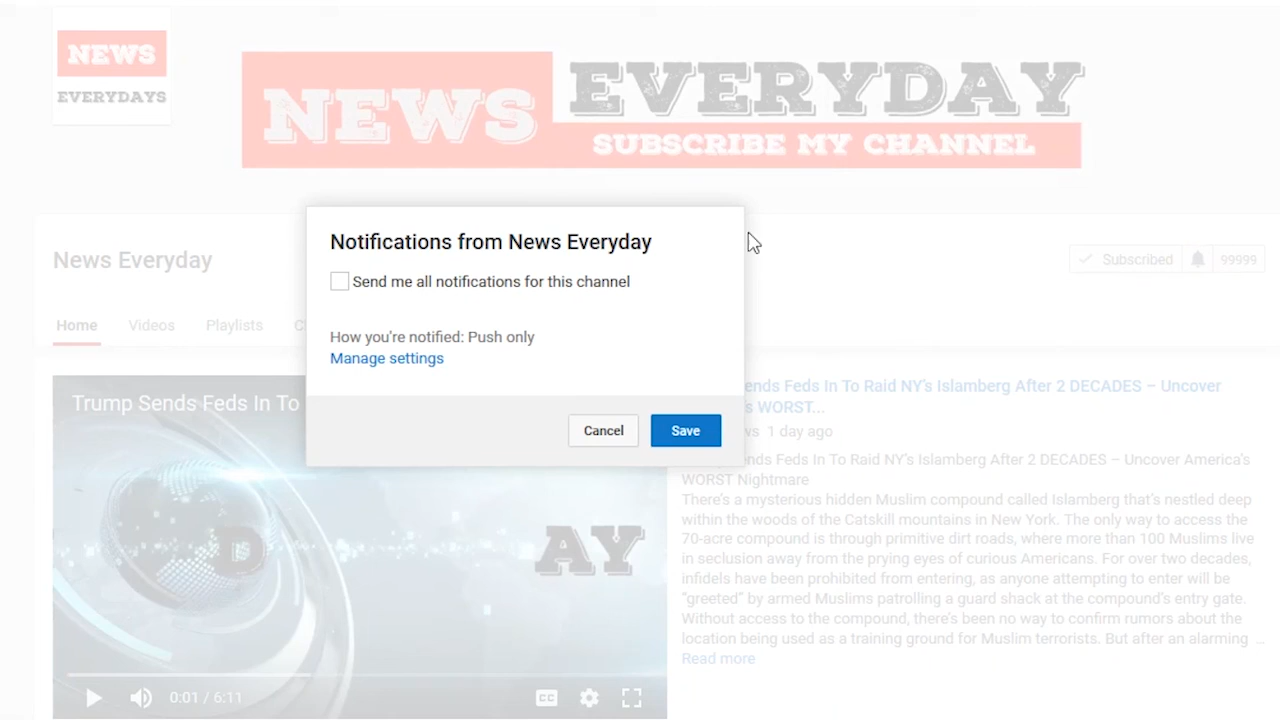 NEWS
EVERYDAYS
NEWS
EVERYDAY
SUBSCRIBE MY CHANNEL
Notifications from News Everyday
Send me all notifications for this channel
How you're notified: Push only
Manage settings
Cancel
Save
News Everyday
Subscribed
99999
Home
Videos
Playlists
C
Trump Sends Feds In To
D
AY
0:01 / 6:11
CC
ends Feds In To Raid NY's Islamberg After 2 DECADES – Uncover
's WORST...
ws 1 day ago
ends Feds In To Raid NY's Islamberg After 2 DECADES – Uncover America's
WORST Nightmare
There's a mysterious hidden Muslim compound called Islamberg that's nestled deep
within the woods of the Catskill mountains in New York. The only way to access the
70-acre compound is through primitive dirt roads, where more than 100 Muslims live
in seclusion away from the prying eyes of curious Americans. For over two decades,
infidels have been prohibited from entering, as anyone attempting to enter will be
"greeted" by armed Muslims patrolling a guard shack at the compound's entry gate.
Without access to the compound, there's been no way to confirm rumors about the
location being used as a training ground for Muslim terrorists. But after an alarming ...
Read more